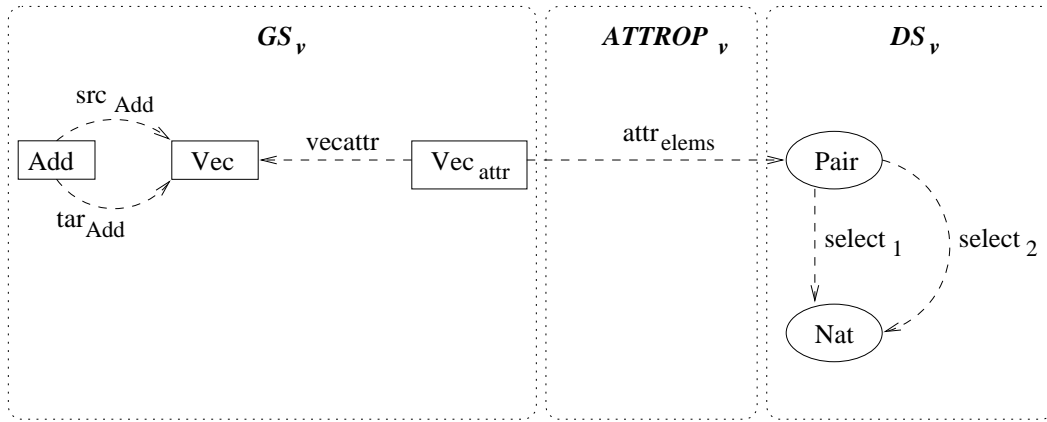 GS v
ATTROP v
DS v
src Add
vecattr
attr elems
Add
Vec
Vec attr
Pair
tar Add
select 1
select 2
Nat